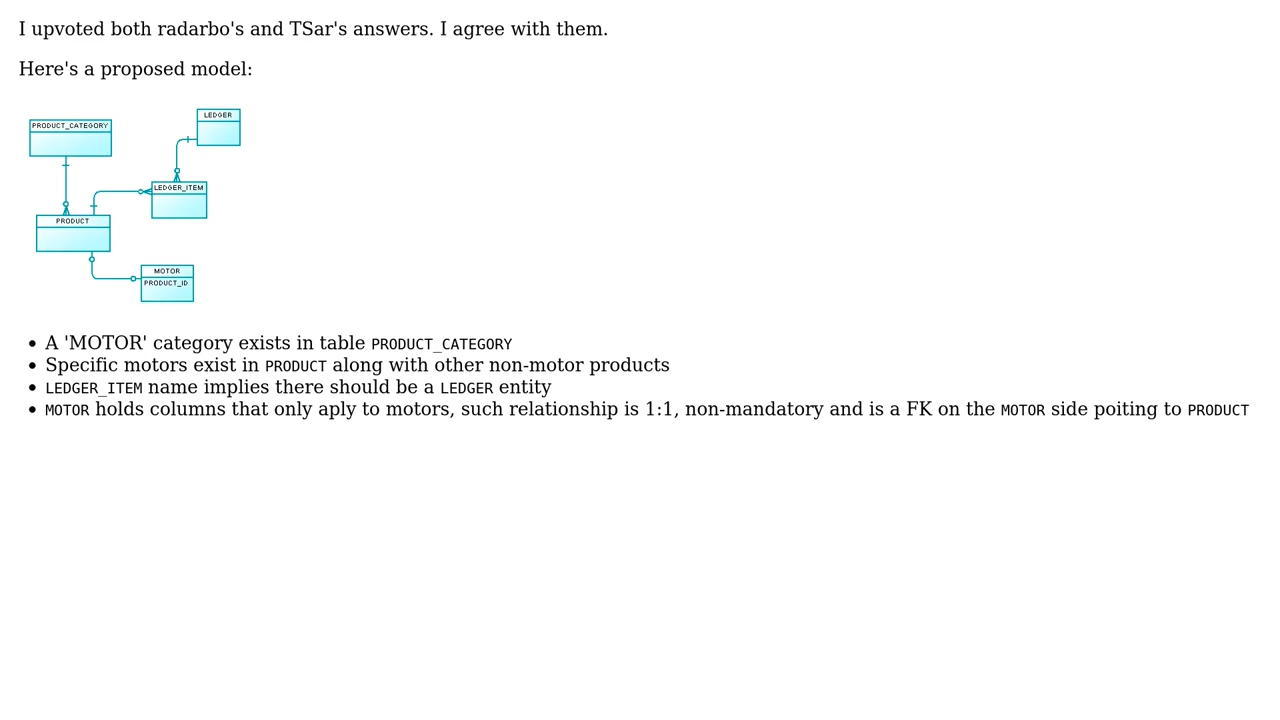 I upvoted both radarbo's and TSar's answers. I agree with them.
Here's a proposed model:
LEDGER
PRODUCT_CATEGORY
LEDGER_ITEM
PRODUCT
MOTOR
PRODUCT_ID
• A 'MOTOR' category exists in table PRODUCT_CATEGORY
• Specific motors exist in PRODUCT along with other non-motor products
• LEDGER_ITEM name implies there should be a LEDGER entity
• MOTOR holds columns that only aply to motors, such relationship is 1:1, non-mandatory and is a FK on the MOTOR side poiting to PRODUCT